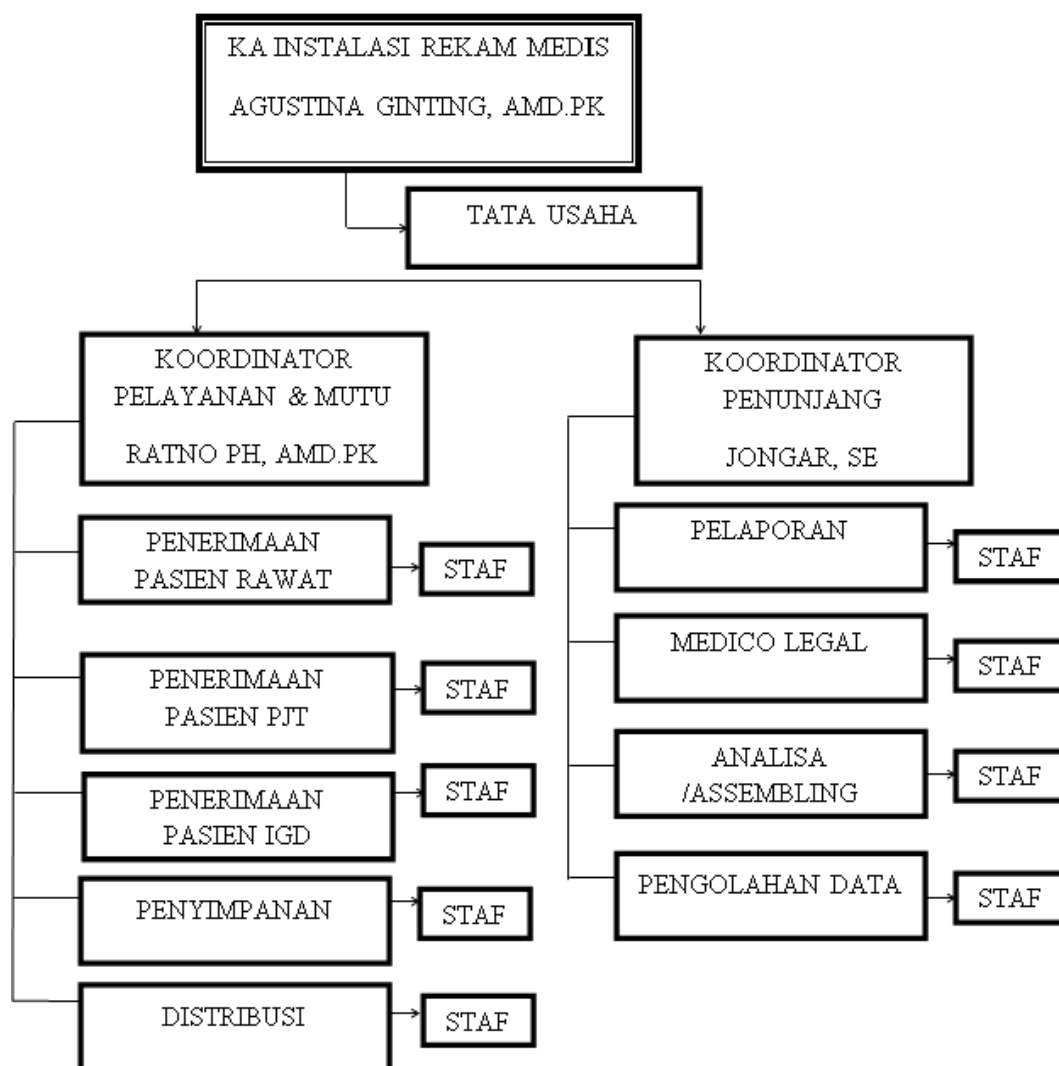 KA INSTALASI REKAM MEDIS
AGUSTINA GINTING, AMD.PK
TATA USAHA
KOORDINATOR
PELAYANAN & MUTU
RATNO PH, AMD.PK
PENERIMAAN
PASIEN RAWAT
STAF
PENERIMAAN
PASIEN PJT
STAF
PENERIMAAN
PASIEN IGD
STAF
PENYIMPANAN
STAF
DISTRIBUSI
STAF
KOORDINATOR
PENUNJANG
JONGAR, SE
PELAPORAN
STAF
MEDICO LEGAL
STAF
ANALISA
/ASSEMBLING
STAF
PENGOLAHAN DATA
STAF